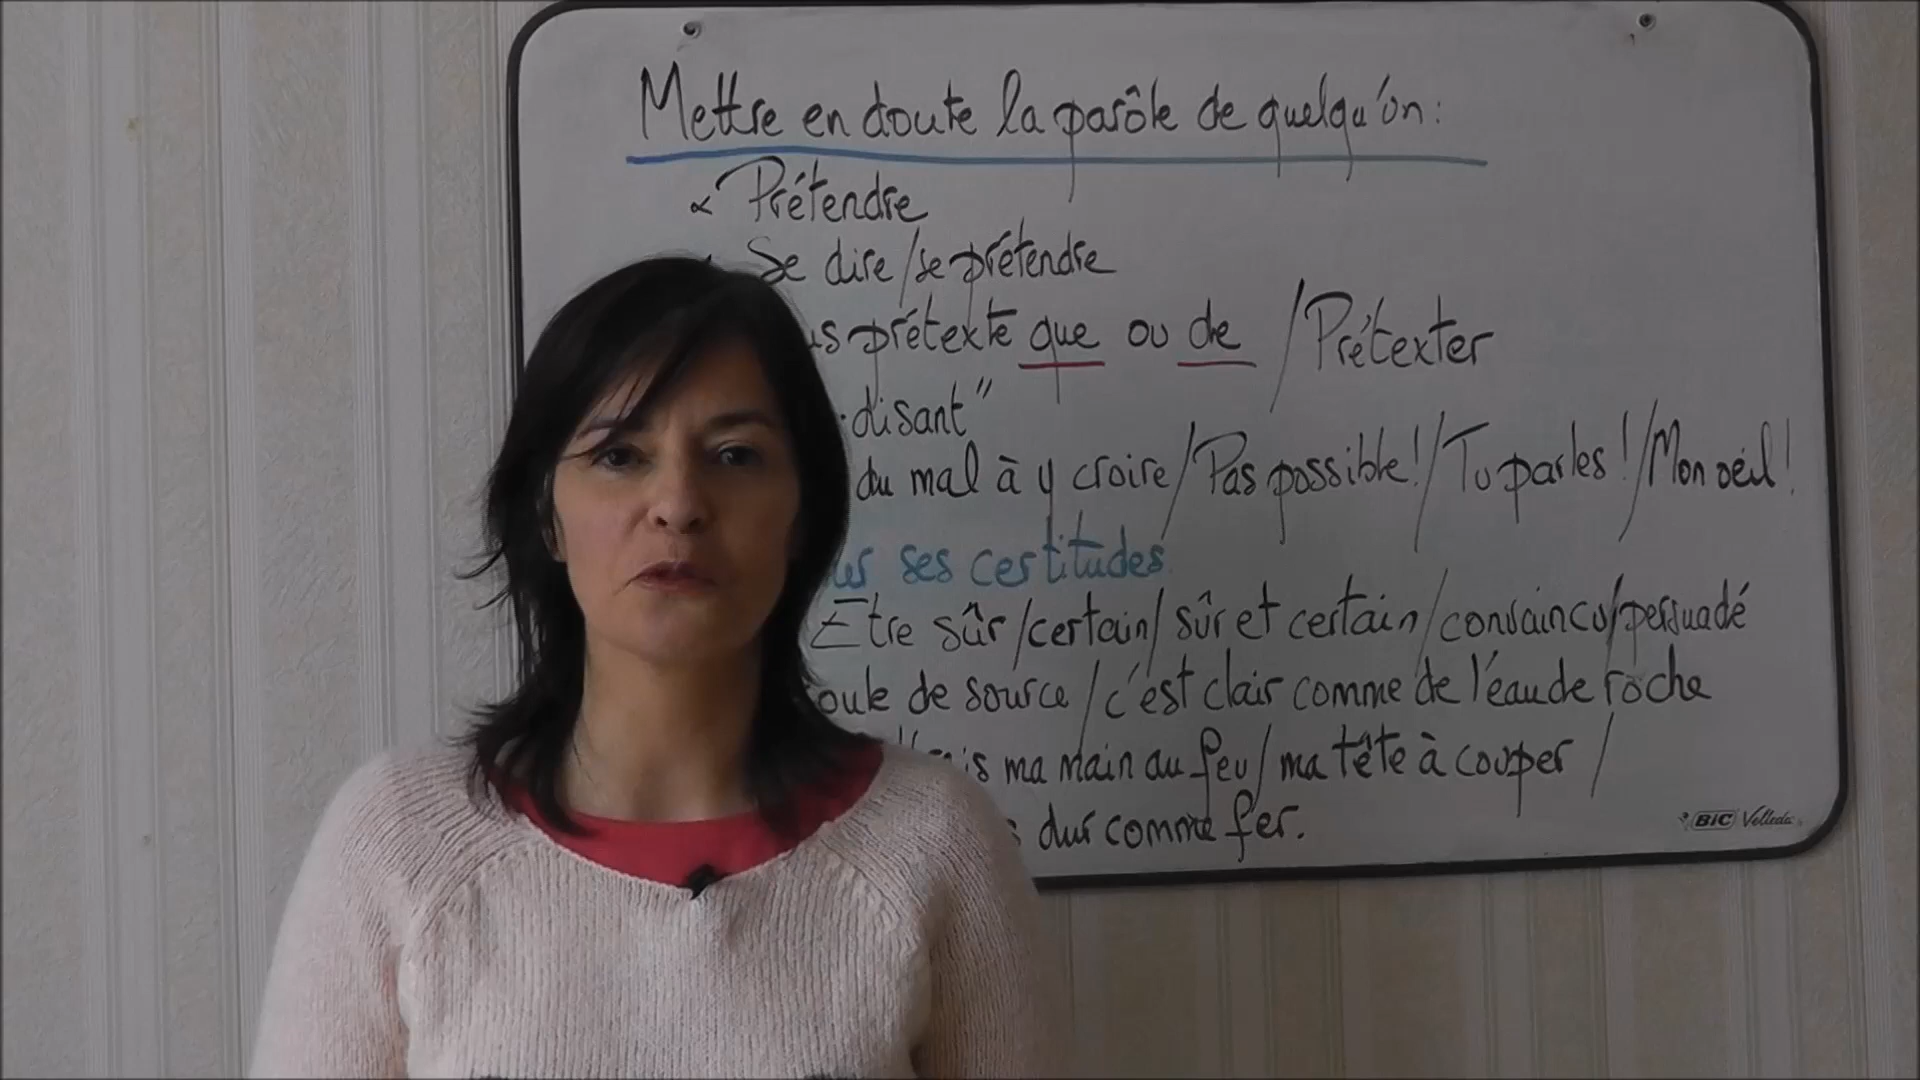 Mettre en doute la parôle de quelqu'un :
Prétendre
Se dire / se prétendre
prétexte que ou de / Prétexter
disant"
du mal à y croire / Pas possible ! / Tu parles ! / Mon oeil !
ses certitudes
Etre sûr / certain / sûr et certain / convaincu / persuadé
de source / c'est clair comme de l'eau de roche
ma main au feu / ma tête à couper /
dur comme fer.
BIC Velleda